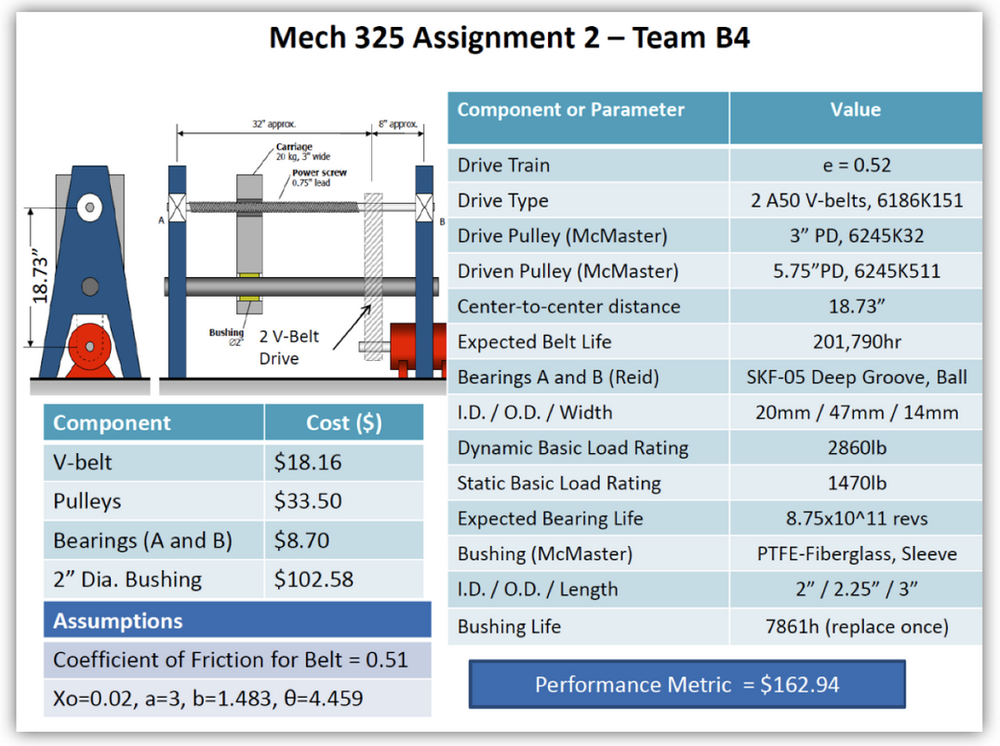 Mech 325 Assignment 2 – Team B4
32" approx.
8" approx.
Carriage
20 kg, 3" wide
Power screw
0.75" lead
A
B
18.73”
Bushing
∅2"
2 V-Belt
Drive
Component Cost ($)
V-belt $18.16
Pulleys $33.50
Bearings (A and B) $8.70
2” Dia. Bushing $102.58
Assumptions
Coefficient of Friction for Belt = 0.51
Xo=0.02, a=3, b=1.483, θ=4.459
Component or Parameter Value
Drive Train e = 0.52
Drive Type 2 A50 V-belts, 6186K151
Drive Pulley (McMaster) 3” PD, 6245K32
Driven Pulley (McMaster) 5.75”PD, 6245K511
Center-to-center distance 18.73”
Expected Belt Life 201,790hr
Bearings A and B (Reid) SKF-05 Deep Groove, Ball
I.D. / O.D. / Width 20mm / 47mm / 14mm
Dynamic Basic Load Rating 2860lb
Static Basic Load Rating 1470lb
Expected Bearing Life 8.75x10^11 revs
Bushing (McMaster) PTFE-Fiberglass, Sleeve
I.D. / O.D. / Length 2” / 2.25” / 3”
Bushing Life 7861h (replace once)
Performance Metric = $162.94